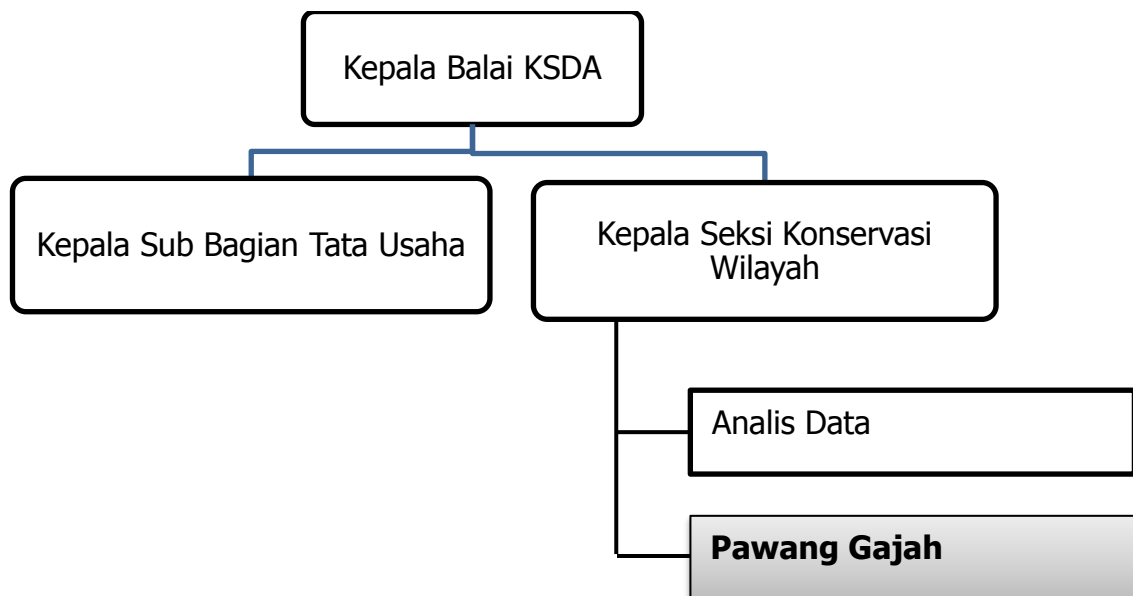 Kepala Balai KSDA
Kepala Sub Bagian Tata Usaha
Kepala Seksi Konservasi
Wilayah
Analis Data
Pawang Gajah